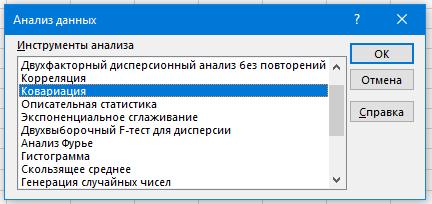 Анализ данных
Инструменты анализа
Двухфакторный дисперсионный анализ без повторений
Корреляция
Ковариация
Описательная статистика
Экспоненциальное сглаживание
Двухвыборочный F-тест для дисперсии
Анализ Фурье
Гистограмма
Скользящее среднее
Генерация случайных чисел
ОК
Отмена
Справка